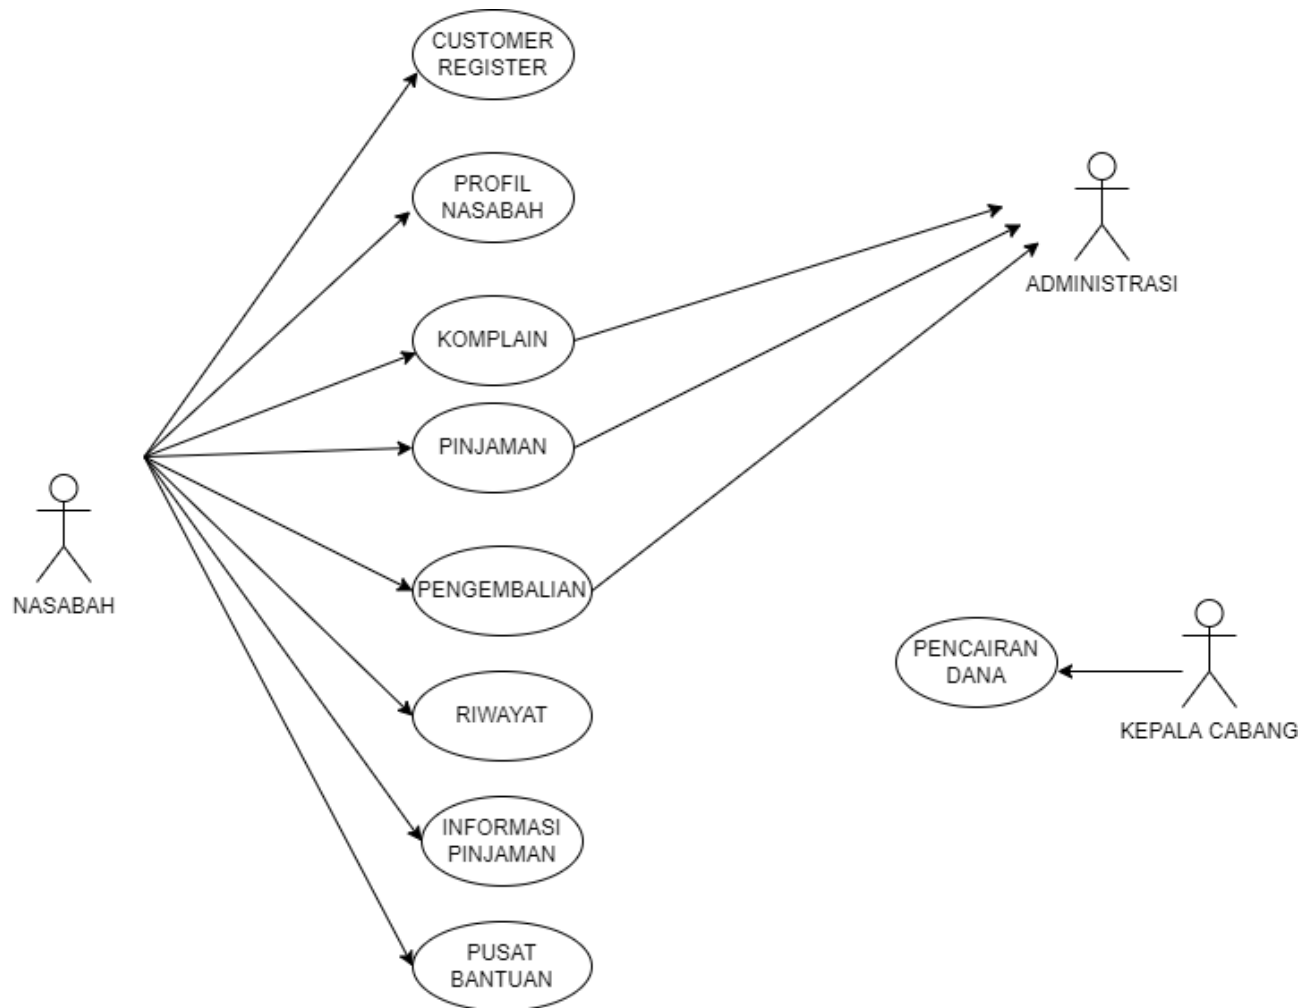 CUSTOMER
REGISTER
PROFIL
NASABAH
ADMINISTRASI
KOMPLAIN
PINJAMAN
NASABAH
PENGEMBALIAN
PENCAIRAN
DANA
KEPALA CABANG
RIWAYAT
INFORMASI
PINJAMAN
PUSAT
BANTUAN